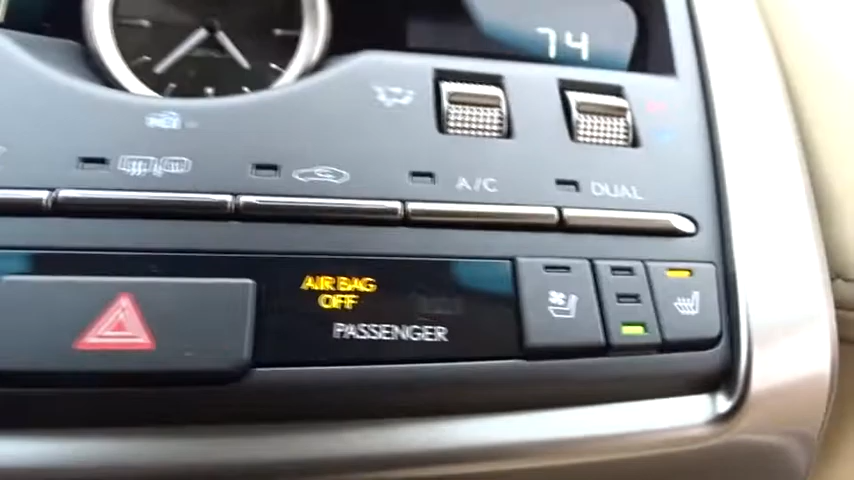 74
A/C
DUAL
AIR BAG
OFF
PASSENGER